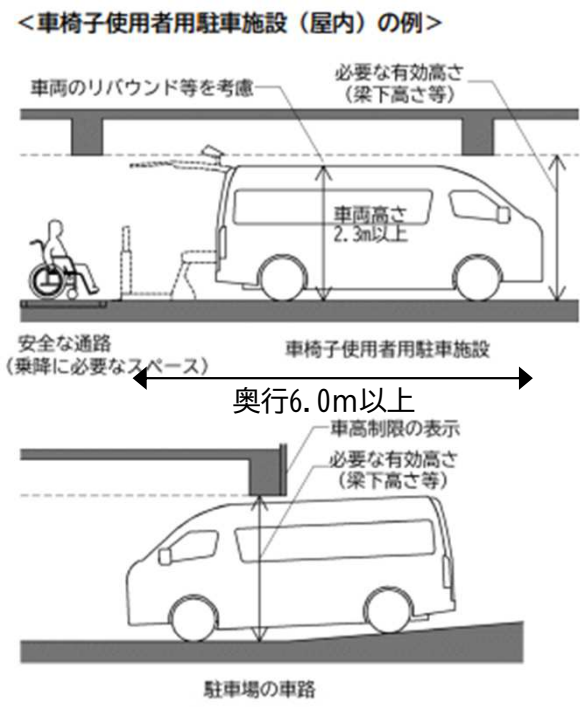 ＜車椅子使用者用駐車施設（屋内）の例＞
車両のリバウンド等を考慮
必要な有効高さ
（梁下高さ等）
車両高さ
2.3m以上
安全な通路
（乗降に必要なスペース）
車椅子使用者用駐車施設
奥行6.0m以上
車高制限の表示
必要な有効高さ
（梁下高さ等）
駐車場の車路